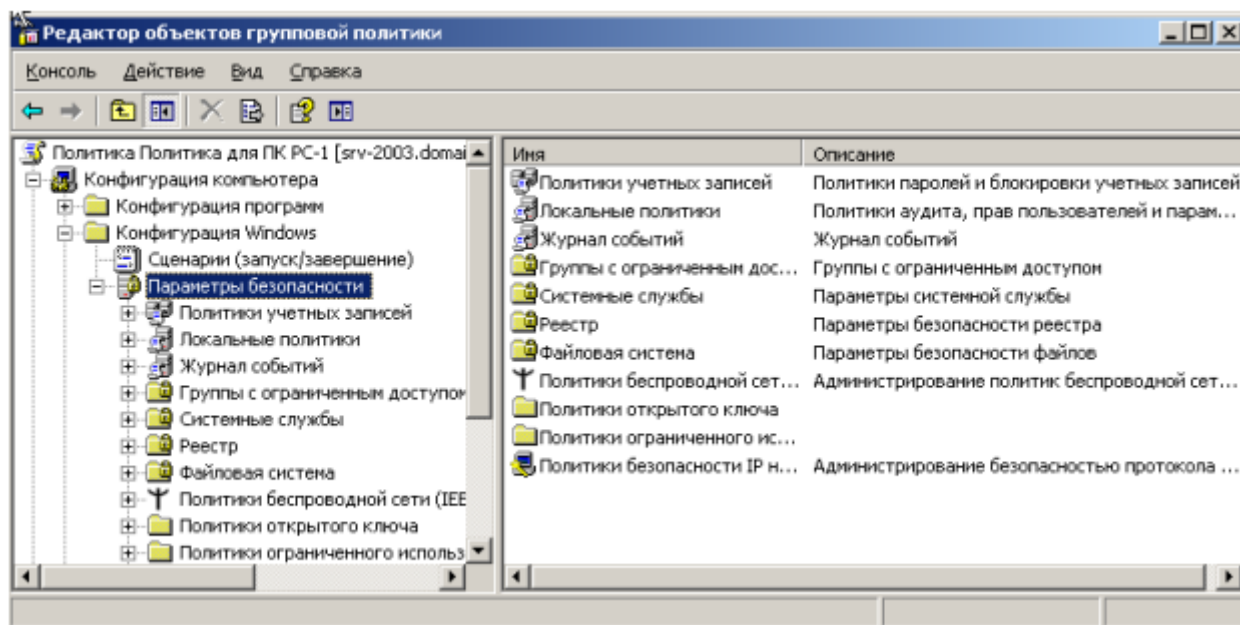 Редактор объектов групповой политики
Консоль Действие Вид Справка
Политика Политика для ПК PC-1 [srv-2003.domai
Конфигурация компьютера
Конфигурация программ
Конфигурация Windows
Сценарии (запуск/завершение)
Параметры безопасности
Политики учетных записей
Локальные политики
Журнал событий
Группы с ограниченным доступом
Системные службы
Реестр
Файловая система
Политики беспроводной сети (IEE
Политики открытого ключа
Политики ограниченного использ
Имя Описание
Политики учетных записей Политики паролей и блокировки учетных записей
Локальные политики Политики аудита, прав пользователей и парам...
Журнал событий Журнал событий
Группы с ограниченным дос... Группы с ограниченным доступом
Системные службы Параметры системной службы
Реестр Параметры безопасности реестра
Файловая система Параметры безопасности файлов
Политики беспроводной сет... Администрирование политик беспроводной сет...
Политики открытого ключа
Политики ограниченного ис...
Политики безопасности IP н... Администрирование безопасностью протокола ...